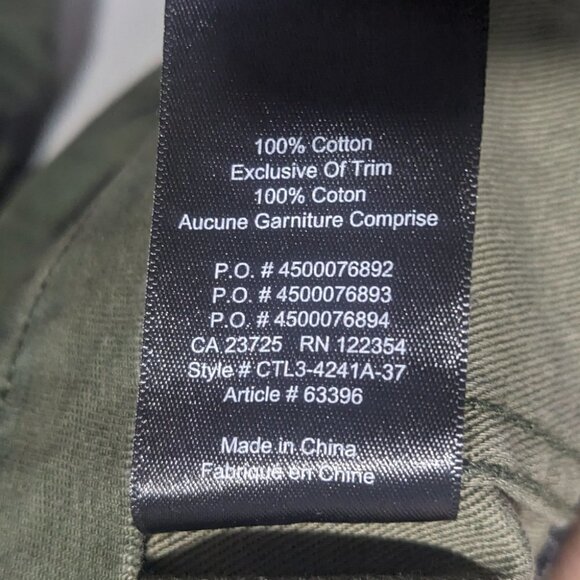 100% Cotton
Exclusive Of Trim
100% Coton
Aucune Garniture Comprise
P.O. # 4500076892
P.O. # 4500076893
P.O. # 4500076894
CA 23725 RN 122354
Style # CTL3-4241A-37
Article # 63396
Made in China
Fabrique en Chine